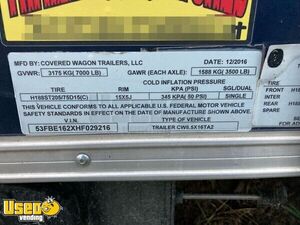 MFD BY: COVERED WAGON TRAILERS, LLC DATE: 12/2016
GVWR: 3175 KG( 7000 LB) GAWR (EACH AXLE): 1588 KG( 3500 LB)
COLD INFLATION PRESSURE
TIRE RIM KPA (PSI) SGL/DUAL
H188ST205/75D15(C) 15X5J 345 KPA( 50 PSI) SINGLE
THIS VEHICLE CONFORMS TO ALL APPLICABLE U.S. FEDERAL MOTOR VEHICLE
SAFETY STANDARDS IN EFFECT ON THE DATE OF MANUFACTURE SHOWN ABOVE.
V.I.N. TYPE OF VEHICLE
53FBE162XHF029216 TRAILER CW8.5X16TA2
TIRE
H188
SPARE
Used
vending